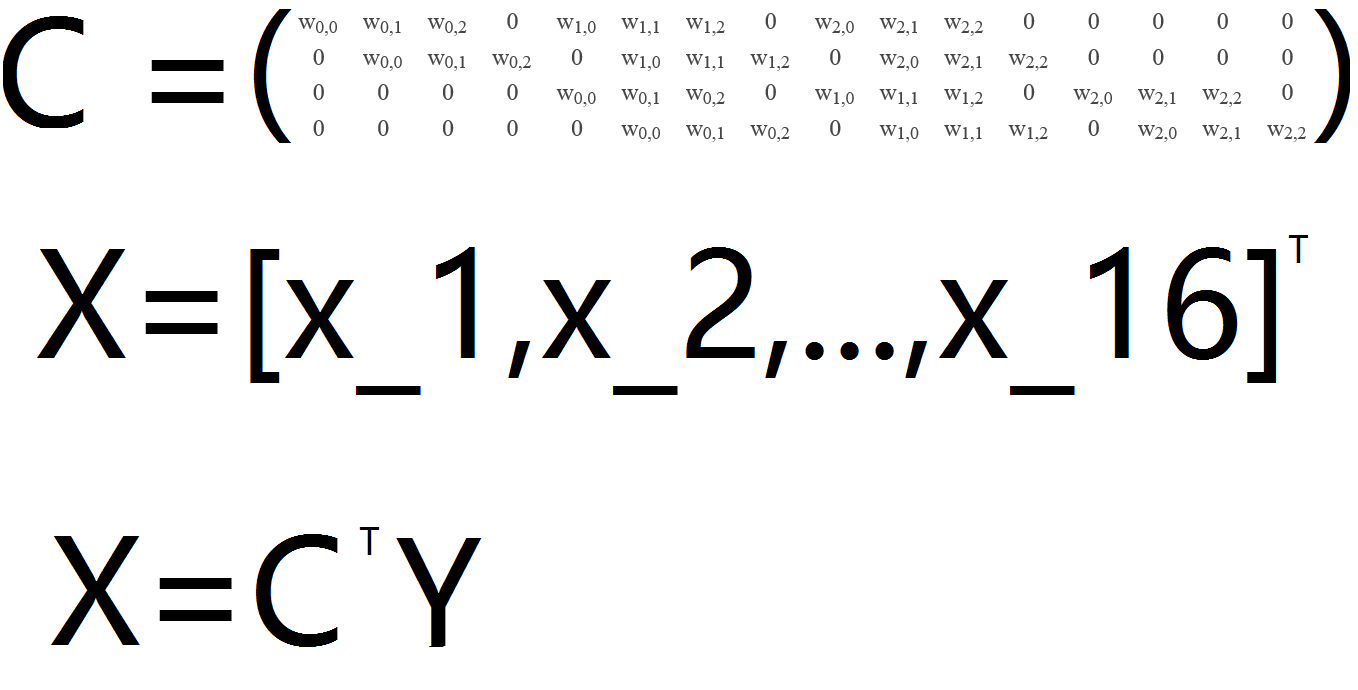 C = ( w0,0 w0,1 w0,2 0 w1,0 w1,1 w1,2 0 w2,0 w2,1 w2,2 0 0 0 0 0
0 w0,0 w0,1 w0,2 0 w1,0 w1,1 w1,2 0 w2,0 w2,1 w2,2 0 0 0 0
0 0 0 0 w0,0 w0,1 w0,2 0 w1,0 w1,1 w1,2 0 w2,0 w2,1 w2,2 0
0 0 0 0 0 w0,0 w0,1 w0,2 0 w1,0 w1,1 w1,2 0 w2,0 w2,1 w2,2 )
X=[x_1,x_2,...,x_16]T
X=CTY